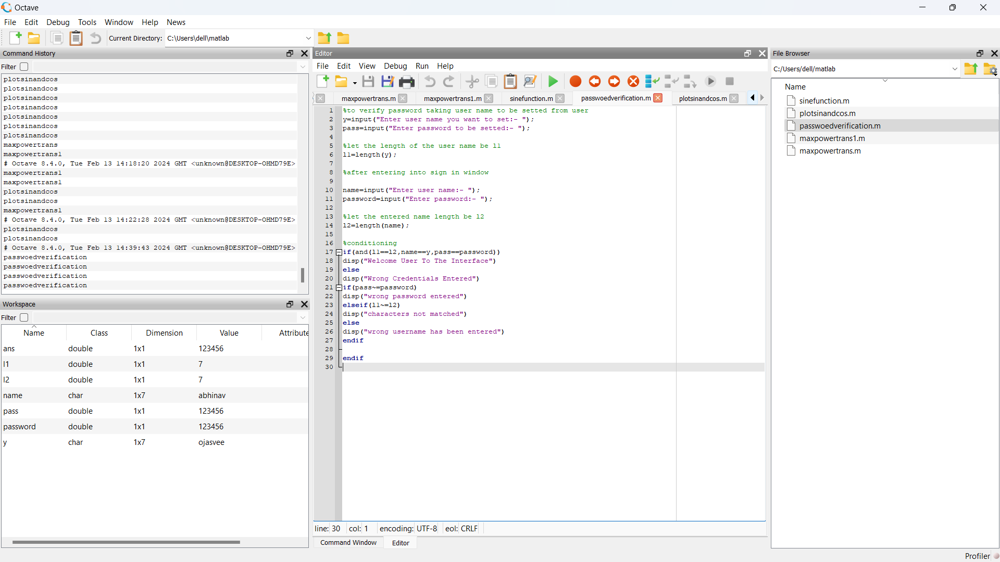 Octave
File Edit Debug Tools Window Help News
Current Directory: C:\Users\dell\matlab
Command History
Filter
plotsinandcos
plotsinandcos
plotsinandcos
plotsinandcos
plotsinandcos
plotsinandcos
plotsinandcos
maxpowertrans
maxpowertrans1
# Octave 8.4.0, Tue Feb 13 14:18:20 2024 GMT <unknown@DESKTOP-OHMD79E>
maxpowertrans1
maxpowertrans1
plotsinandcos
plotsinandcos
maxpowertrans1
# Octave 8.4.0, Tue Feb 13 14:22:28 2024 GMT <unknown@DESKTOP-OHMD79E>
plotsinandcos
plotsinandcos
# Octave 8.4.0, Tue Feb 13 14:39:43 2024 GMT <unknown@DESKTOP-OHMD79E>
passwoedverification
passwoedverification
passwoedverification
passwoedverification
Workspace
Filter
Name Class Dimension Value Attribute
ans double 1x1 123456
l1 double 1x1 7
l2 double 1x1 7
name char 1x7 abhinav
pass double 1x1 123456
password double 1x1 123456
y char 1x7 ojasvee
Editor
File Edit View Debug Run Help
maxpowertrans.m maxpowertrans1.m sinefunction.m passwoedverification.m plotsinandcos.m
1 %to verify password taking user name to be setted from user
2 y=input("Enter user name you want to set:- ");
3 pass=input("Enter password to be setted:- ");
4
5 %let the length of the user name be l1
6 l1=length(y);
7
8 %after entering into sign in window
9
10 name=input("Enter user name:- ");
11 password=input("Enter password:- ");
12
13 %let the entered name length be l2
14 l2=length(name);
15
16 %conditioning
17 if(and(l1==l2,name==y,pass==password))
18 disp("Welcome User To The Interface")
19 else
20 disp("Wrong Credentials Entered")
21 if(pass~=password)
22 disp("wrong password entered")
23 elseif(l1~=l2)
24 disp("characters not matched")
25 else
26 disp("wrong username has been entered")
27 endif
28
29 endif
30
line: 30 col: 1 encoding: UTF-8 eol: CRLF
Command Window Editor
File Browser
C:/Users/dell/matlab
Name
sinefunction.m
plotsinandcos.m
passwoedverification.m
maxpowertrans1.m
maxpowertrans.m
Profiler